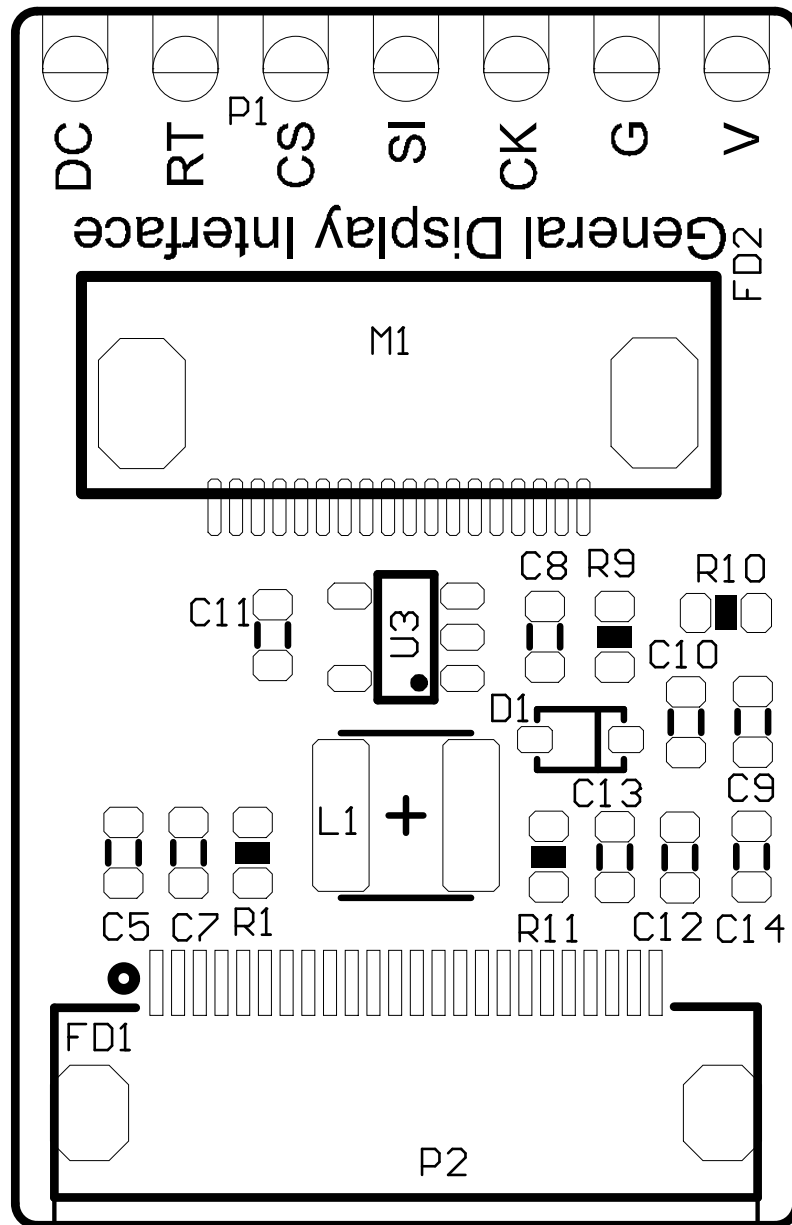 P1
DC RT CS SI CK G V
General Display Interface
FD2
M1
C8 R9 R10
C11 U3
C10
D1
C13 C9
L1
C5 C7 R1 R11 C12 C14
FD1
P2